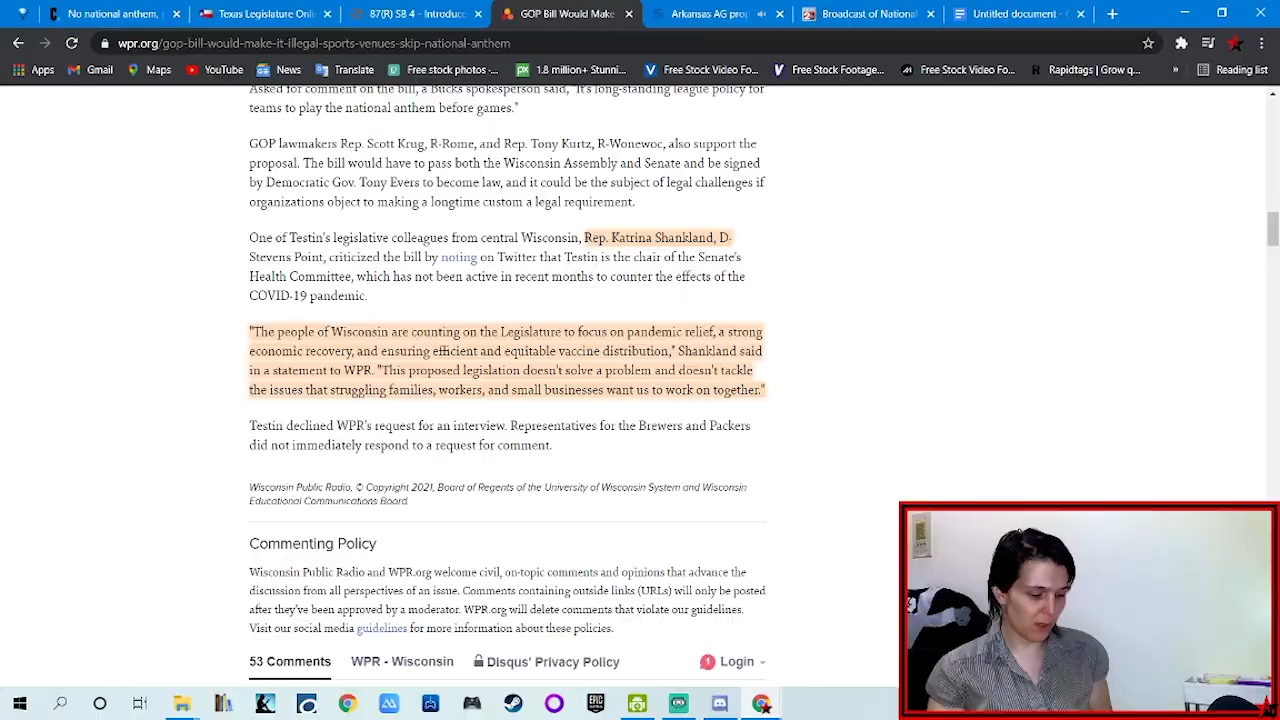 No national anthem,
Texas Legislature Onli
87(R) SB 4 - Introduce
GOP Bill Would Make
Arkansas AG prop
Broadcast of National
Untitled document - G
wpr.org/gop-bill-would-make-it-illegal-sports-venues-skip-national-anthem
Apps
Gmail
Maps
YouTube
News
Translate
Free stock photos -...
1.8 million+ Stunni...
Free Stock Video Fo...
Free Stock Footage...
Free Stock Video Fo...
Rapidtags | Grow q...
»
Reading list
Asked for comment on the bill, a Bucks spokesperson said, "It's long-standing league policy for
teams to play the national anthem before games."
GOP lawmakers Rep. Scott Krug, R-Rome, and Rep. Tony Kurtz, R-Wonewoc, also support the
proposal. The bill would have to pass both the Wisconsin Assembly and Senate and be signed
by Democratic Gov. Tony Evers to become law, and it could be the subject of legal challenges if
organizations object to making a longtime custom a legal requirement.
One of Testin's legislative colleagues from central Wisconsin, Rep. Katrina Shankland, D-
Stevens Point, criticized the bill by noting on Twitter that Testin is the chair of the Senate's
Health Committee, which has not been active in recent months to counter the effects of the
COVID-19 pandemic.
"The people of Wisconsin are counting on the Legislature to focus on pandemic relief, a strong
economic recovery, and ensuring efficient and equitable vaccine distribution," Shankland said
in a statement to WPR. "This proposed legislation doesn't solve a problem and doesn't tackle
the issues that struggling families, workers, and small businesses want us to work on together."
Testin declined WPR's request for an interview. Representatives for the Brewers and Packers
did not immediately respond to a request for comment.
Wisconsin Public Radio, © Copyright 2021, Board of Regents of the University of Wisconsin System and Wisconsin
Educational Communications Board.
Commenting Policy
Wisconsin Public Radio and WPR.org welcome civil, on-topic comments and opinions that advance the
discussion from all perspectives of an issue. Comments containing outside links (URLs) will only be posted
after they've been approved by a moderator. WPR.org will delete comments that violate our guidelines.
Visit our social media guidelines for more information about these policies.
53 Comments
WPR - Wisconsin
Disqus' Privacy Policy
1
Login